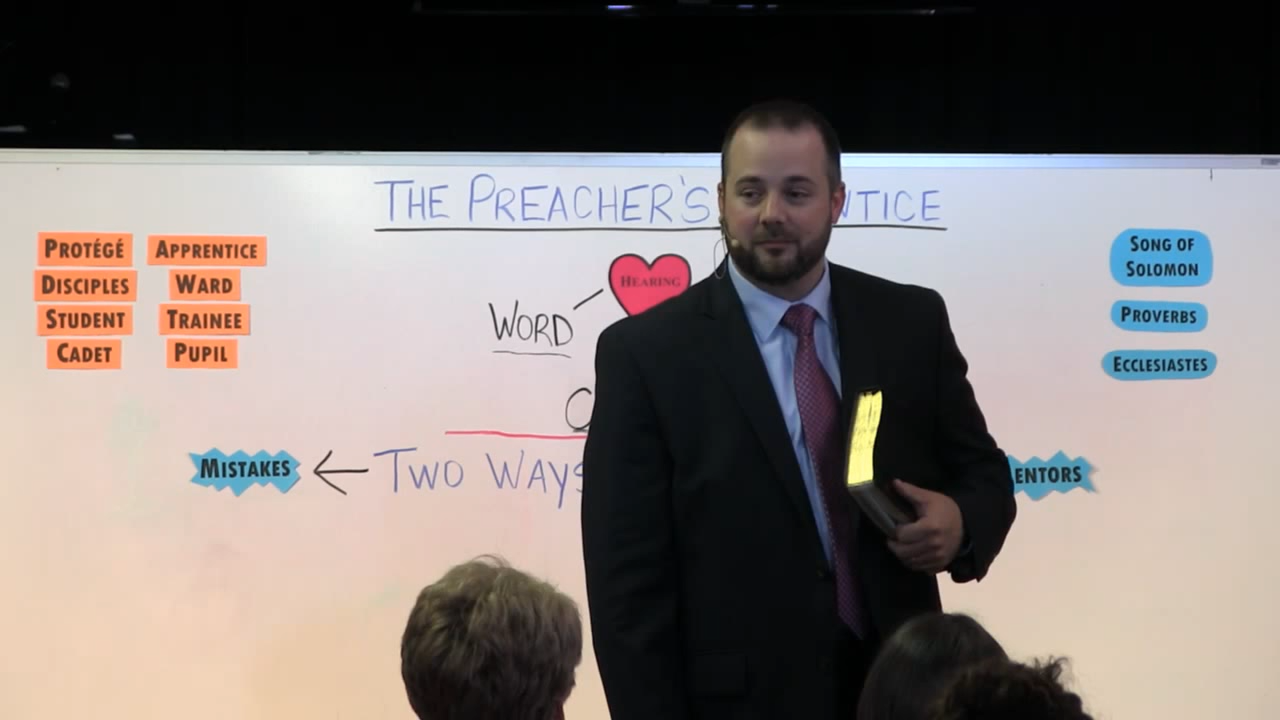 THE PREACHER'S NTICE
PROTÉGÉ APPRENTICE
DISCIPLES WARD
STUDENT TRAINEE
CADET PUPIL
HEARING
WORD
C
SONG OF
SOLOMON
PROVERBS
ECCLESIASTES
MISTAKES
TWO WAYS
ENTORS